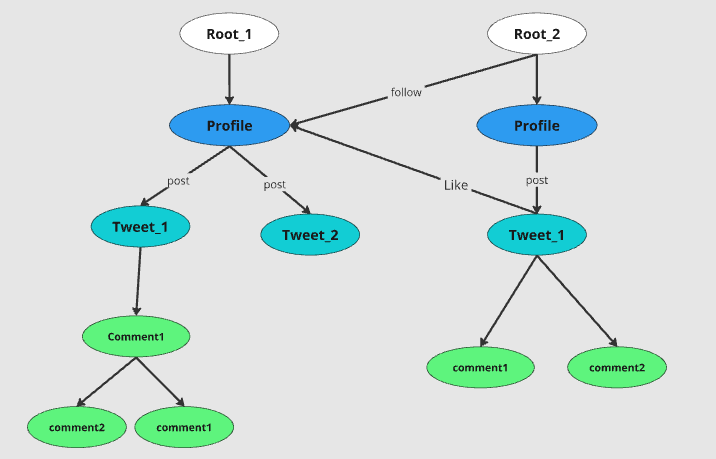 Root_1
Root_2
follow
Profile
Profile
post
post
Like
post
Tweet_1
Tweet_2
Tweet_1
Comment1
comment1
comment2
comment2
comment1